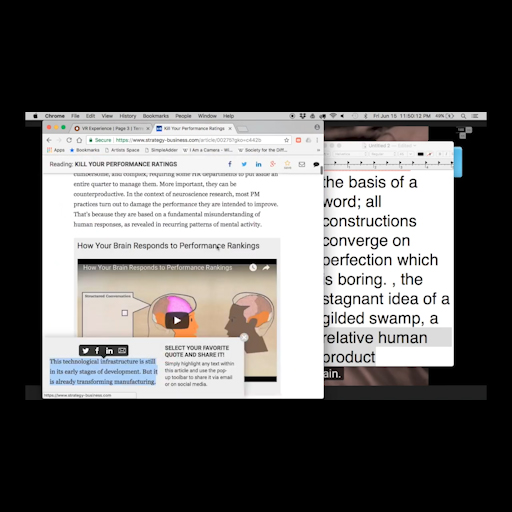 Chrome File Edit View History Bookmarks People Window Help
Fri Jun 15 11:50:12 PM 49%
VR Experience | Page 3 | Kill Your Performance Ratings
Secure https://www.strategy-business.com/article/00275?
Apps Bookmarks Artists Space SimpleAdder I Am a Camera - Society for the Diff...
Reading: KILL YOUR PERFORMANCE RATINGS
cumbersome, and complex, requiring some HR departments to put aside an
entire quarter to manage them. More important, they can be
counterproductive. In the context of neuroscience research, most PM
practices turn out to damage the performance they are intended to improve.
That's because they are based on a fundamental misunderstanding of
human responses, as revealed in recurring patterns of mental activity.
How Your Brain Responds to Performance Rankings
How Your Brain Responds to Performance Rankings
Structured Conversation
This technological infrastructure is still
in its early stages of development. But it
is already transforming manufacturing.
SELECT YOUR FAVORITE
QUOTE AND SHARE IT!
Simply highlight any text within
this article and use the pop-
up toolbar to share it via email
or on social media.
https://www.strategy-business.com
Untitled 3
the basis of a
word; all
constructions
converge on
perfection which
is boring. , the
stagnant idea of a
gilded swamp, a
relative human
product
ain.